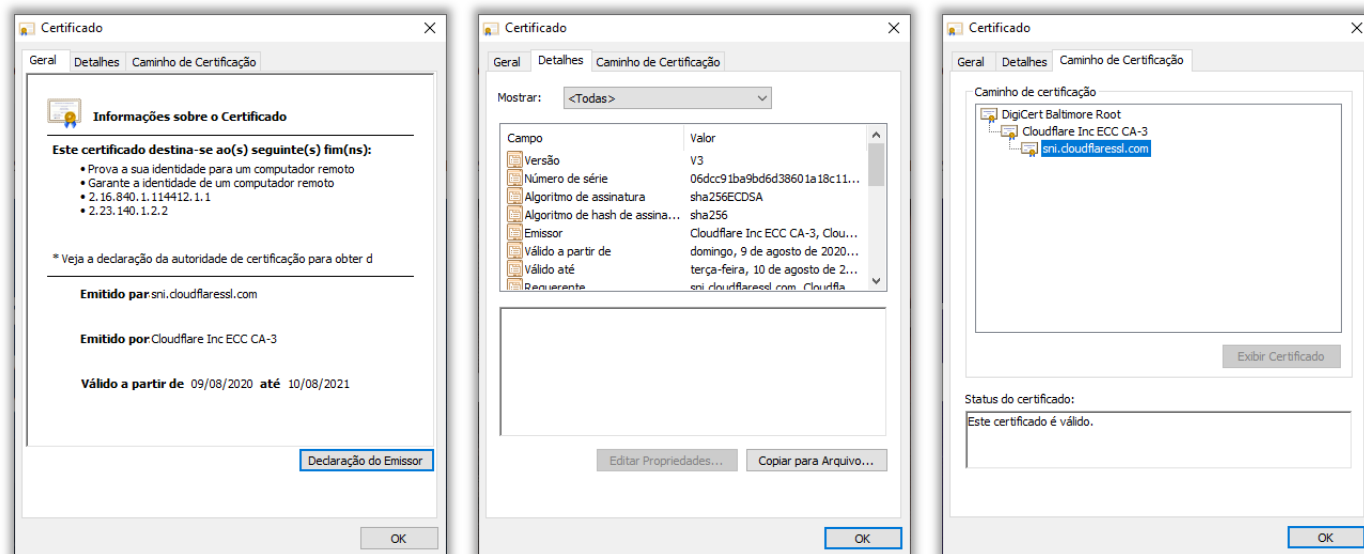 Certificado
Geral Detalhes Caminho de Certificação
Informações sobre o Certificado
Este certificado destina-se ao(s) seguinte(s) fim(ns):
• Prova a sua identidade para um computador remoto
• Garante a identidade de um computador remoto
• 2.16.840.1.114412.1.1
• 2.23.140.1.2.2
* Veja a declaração da autoridade de certificação para obter d
Emitido par sni.cloudflaressl.com
Emitido por Cloudflare Inc ECC CA-3
Válido a partir de 09/08/2020 até 10/08/2021
Declaração do Emissor
OK
Certificado
Geral Detalhes Caminho de Certificação
Mostrar: <Todas>
Campo Valor
Versão V3
Número de série 06dcc91ba9bd6d38601a18c11...
Algoritmo de assinatura sha256ECDSA
Algoritmo de hash de assina... sha256
Emissor Cloudflare Inc ECC CA-3, Clou...
Válido a partir de domingo, 9 de agosto de 2020...
Válido até terça-feira, 10 de agosto de 2...
Requerente sni.cloudflaressl.com, Cloudfla...
Editar Propriedades... Copiar para Arquivo...
OK
Certificado
Geral Detalhes Caminho de Certificação
Caminho de certificação
DigiCert Baltimore Root
Cloudflare Inc ECC CA-3
sni.cloudflaressl.com
Exibir Certificado
Status do certificado:
Este certificado é válido.
OK